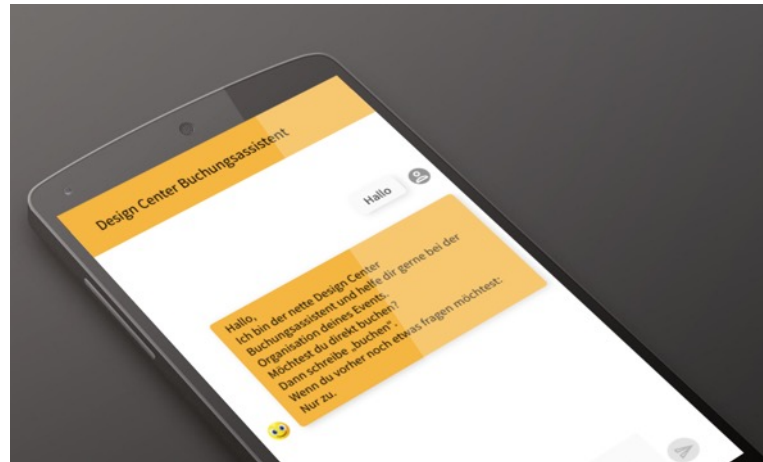 Design Center Buchungsassistent
Hallo
Hallo,
Ich bin der nette Design Center
Buchungsassistent und helfe dir gerne bei der
Organisation deines Events.
Möchtest du direkt buchen?
Dann schreibe „buchen“.
Wenn du vorher noch etwas fragen möchtest:
Nur zu.